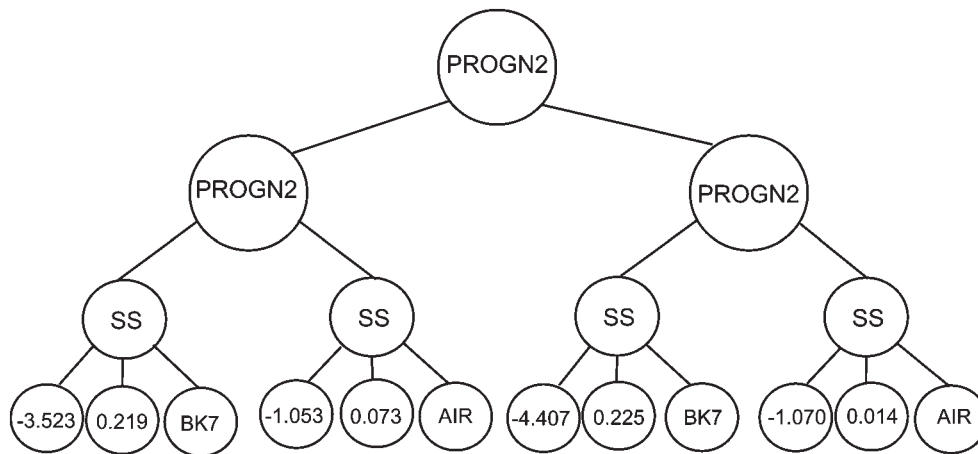 PROGN2
PROGN2 PROGN2
SS SS SS SS
-3.523 0.219 BK7 -1.053 0.073 AIR -4.407 0.225 BK7 -1.070 0.014 AIR